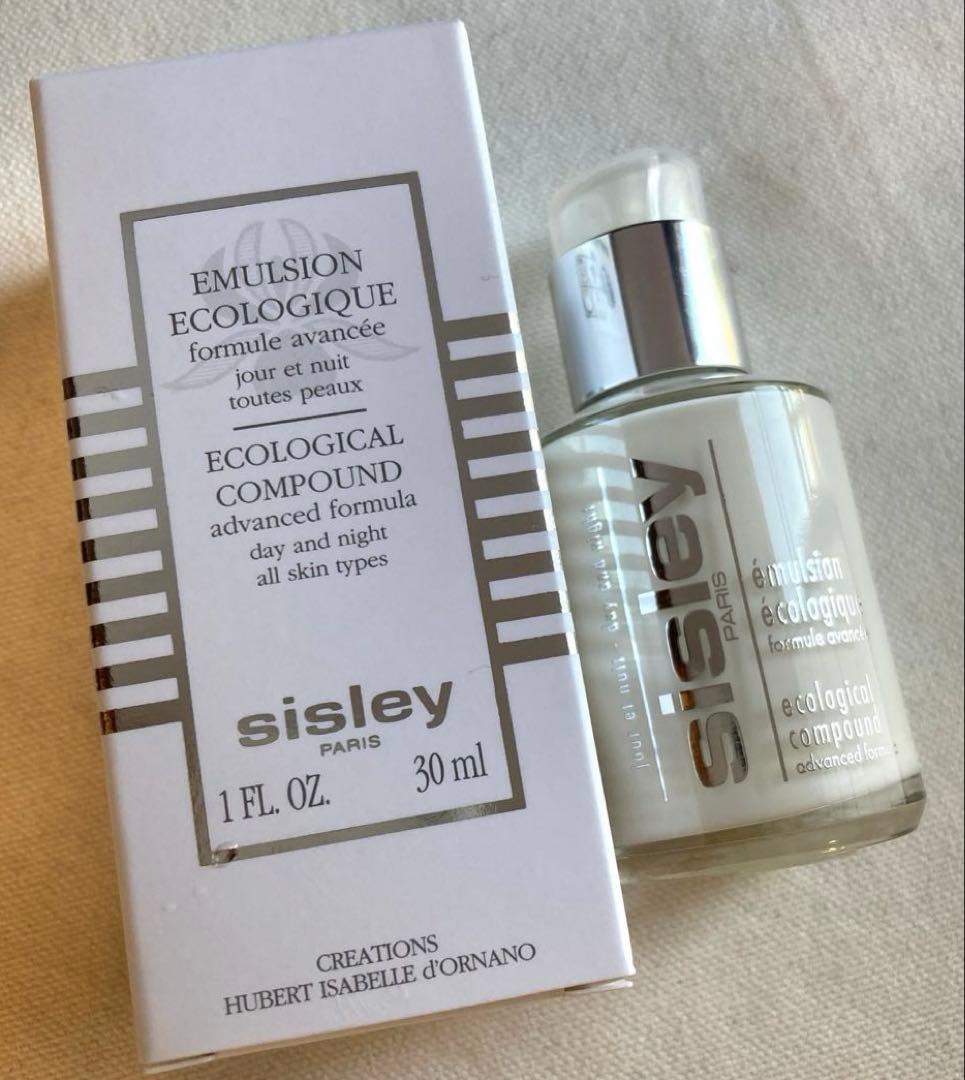 EMULSION
ECOLOGIQUE
formule avancée
jour et nuit
toutes peaux
ECOLOGICAL
COMPOUND
advanced formula
day and night
all skin types
sisley
PARIS
1 FL. OZ. 30 ml
CREATIONS
HUBERT ISABELLE d'ORNANO
jour et nuit - day and night
sisley
PARIS
émulsion
écologique
formule avancée
ecological
compound
advanced